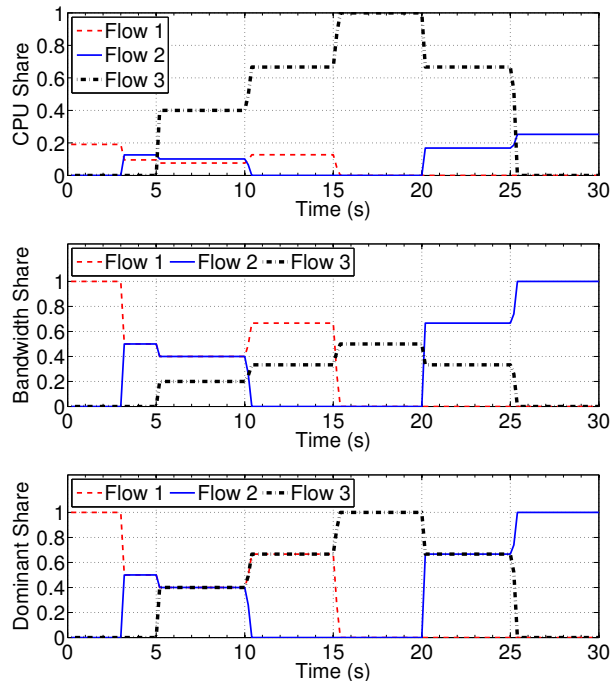 CPU Share
1
0.8
0.6
0.4
0.2
0
Flow 1
Flow 2
Flow 3
0 5 10 15 20 25 30
Time (s)
Bandwidth Share
Flow 1 Flow 2 Flow 3
1
0.8
0.6
0.4
0.2
0
0 5 10 15 20 25 30
Time (s)
Dominant Share
Flow 1 Flow 2 Flow 3
1
0.8
0.6
0.4
0.2
0
0 5 10 15 20 25 30
Time (s)